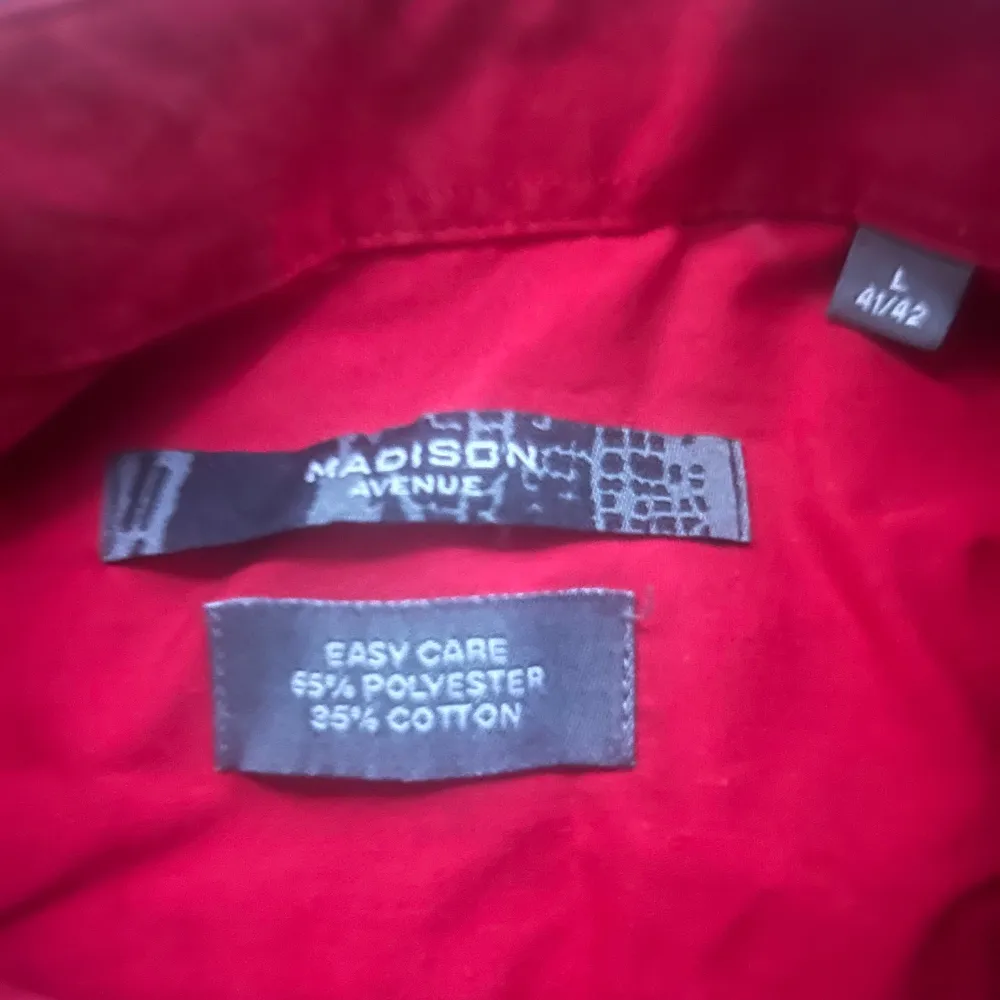 L
41/42
MADISON
AVENUE
EASY CARE
65% POLYESTER
35% COTTON